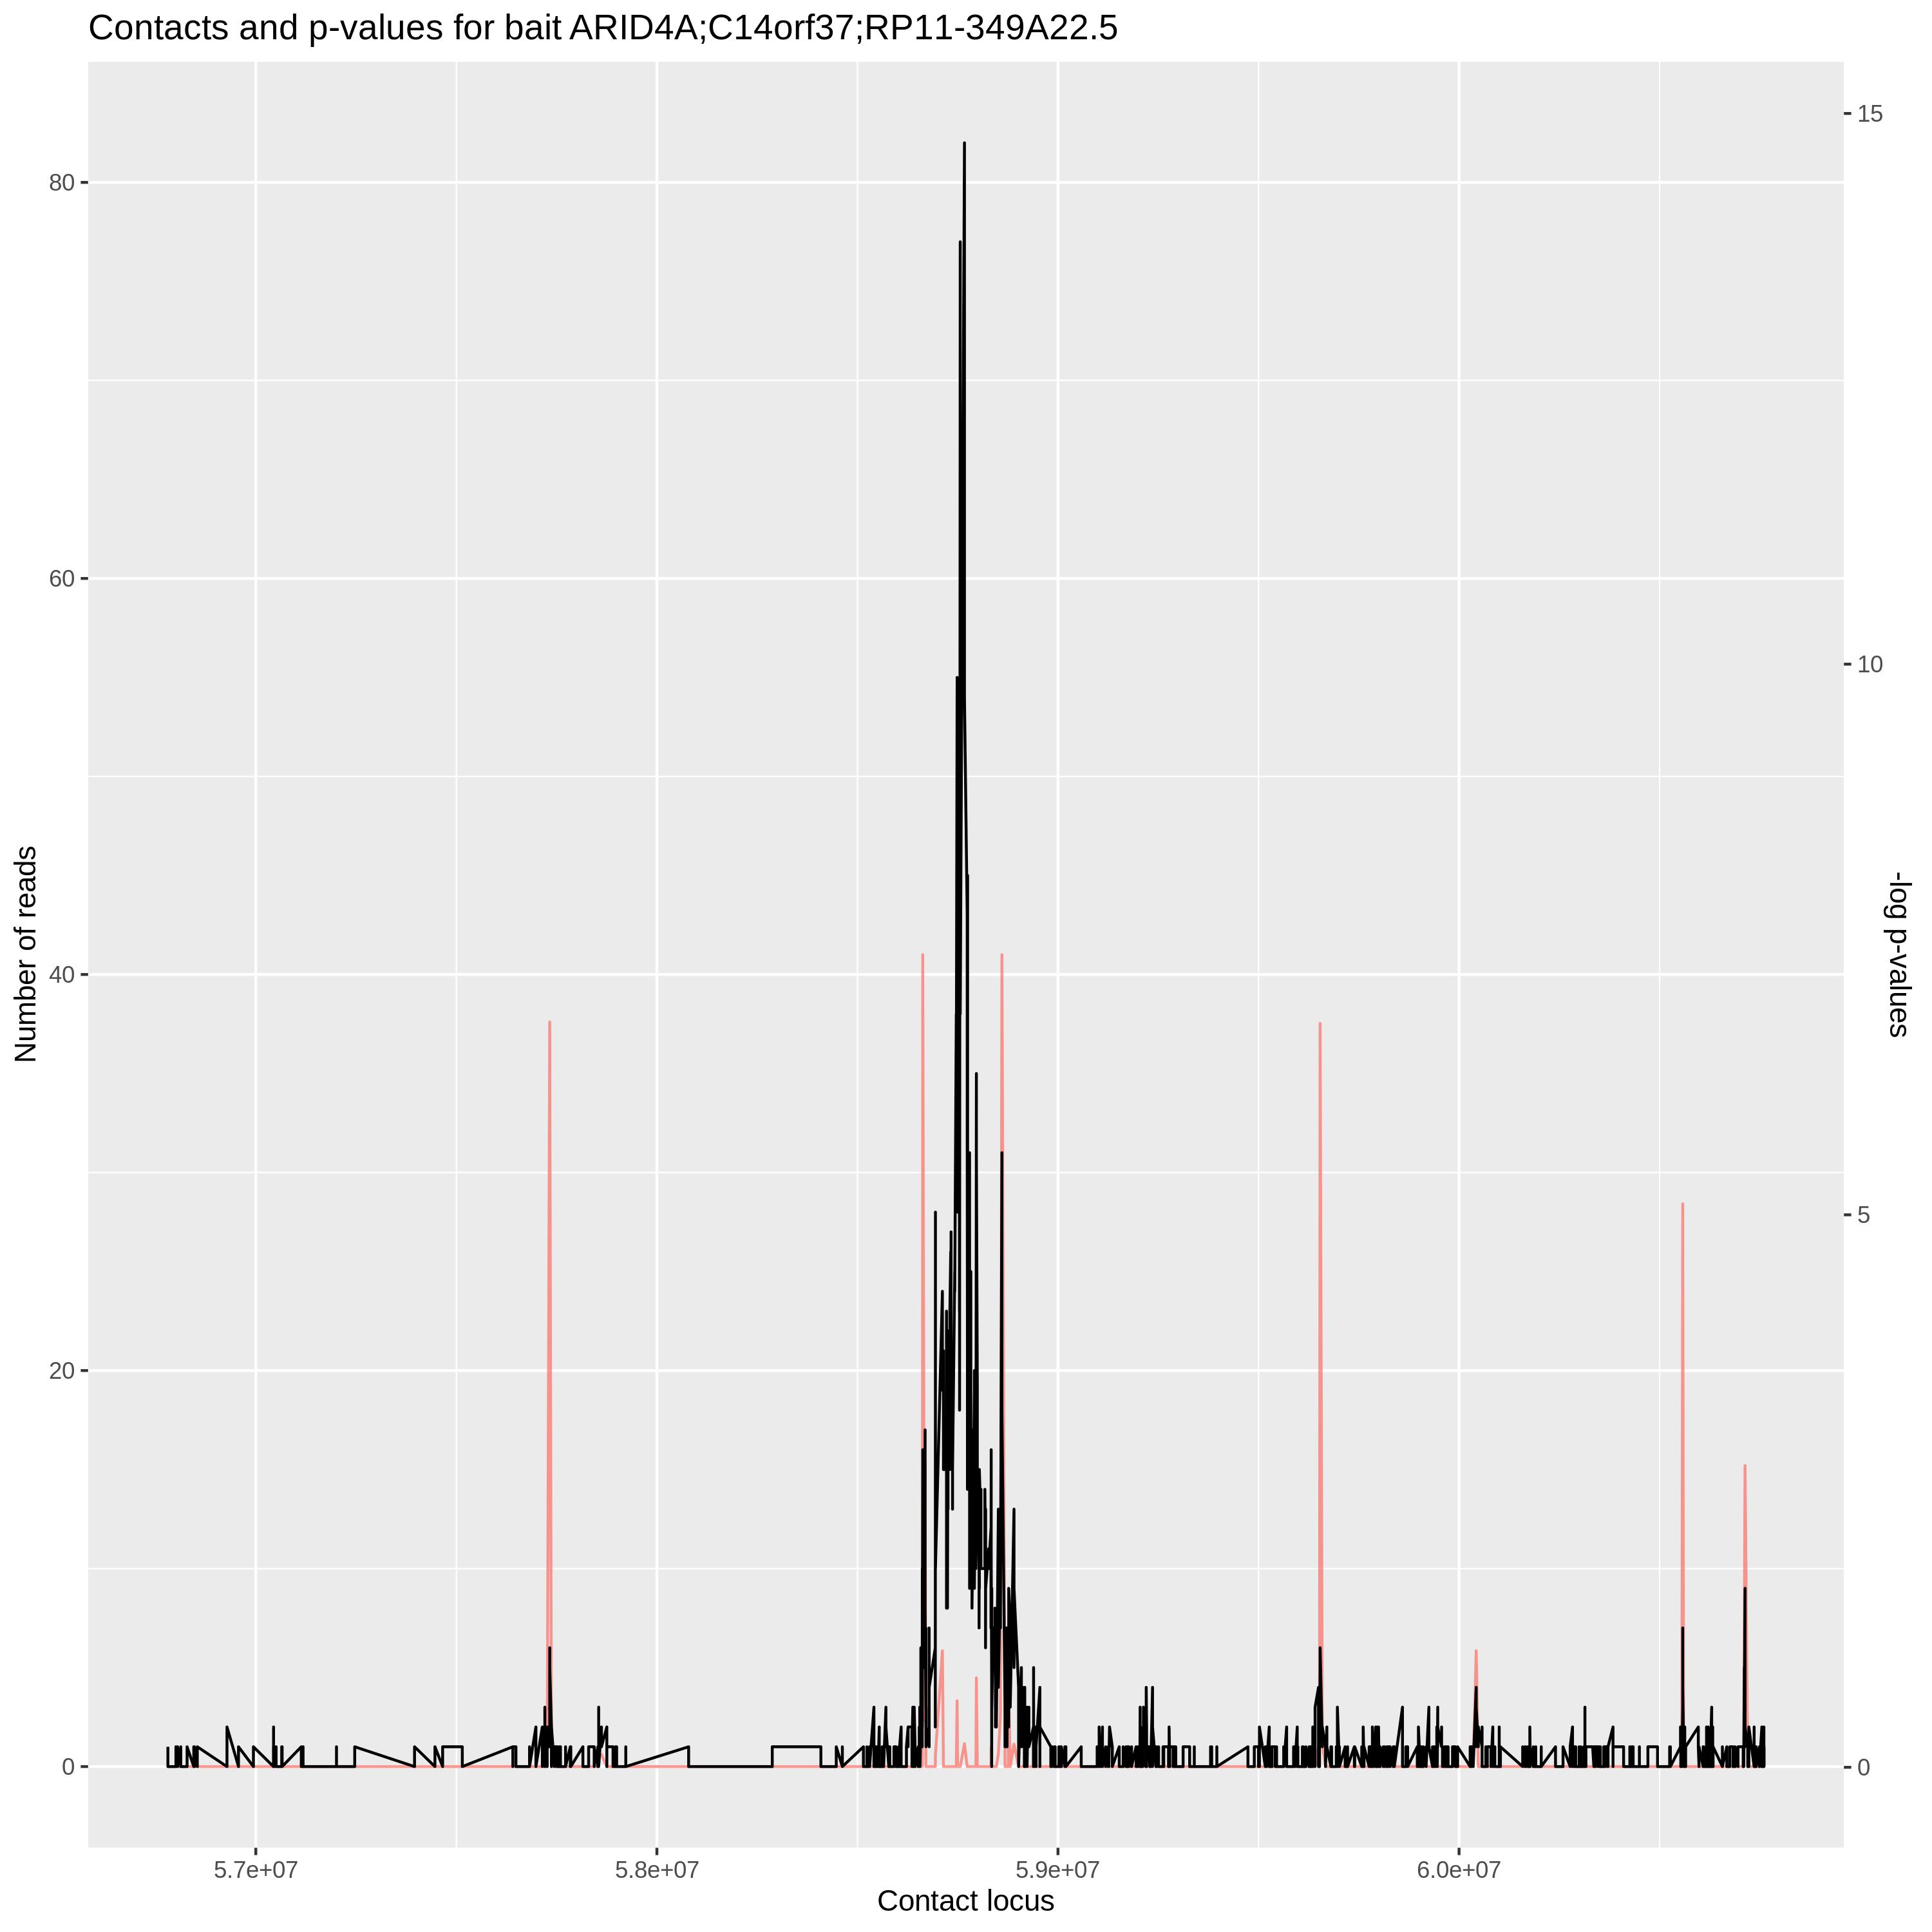 Contacts and p-values for bait ARID4A;C14orf37;RP11-349A22.5
80
60
40
20
0
Number of reads
15
10
5
0
-log p-values
5.7e+07
5.8e+07
5.9e+07
6.0e+07
Contact locus